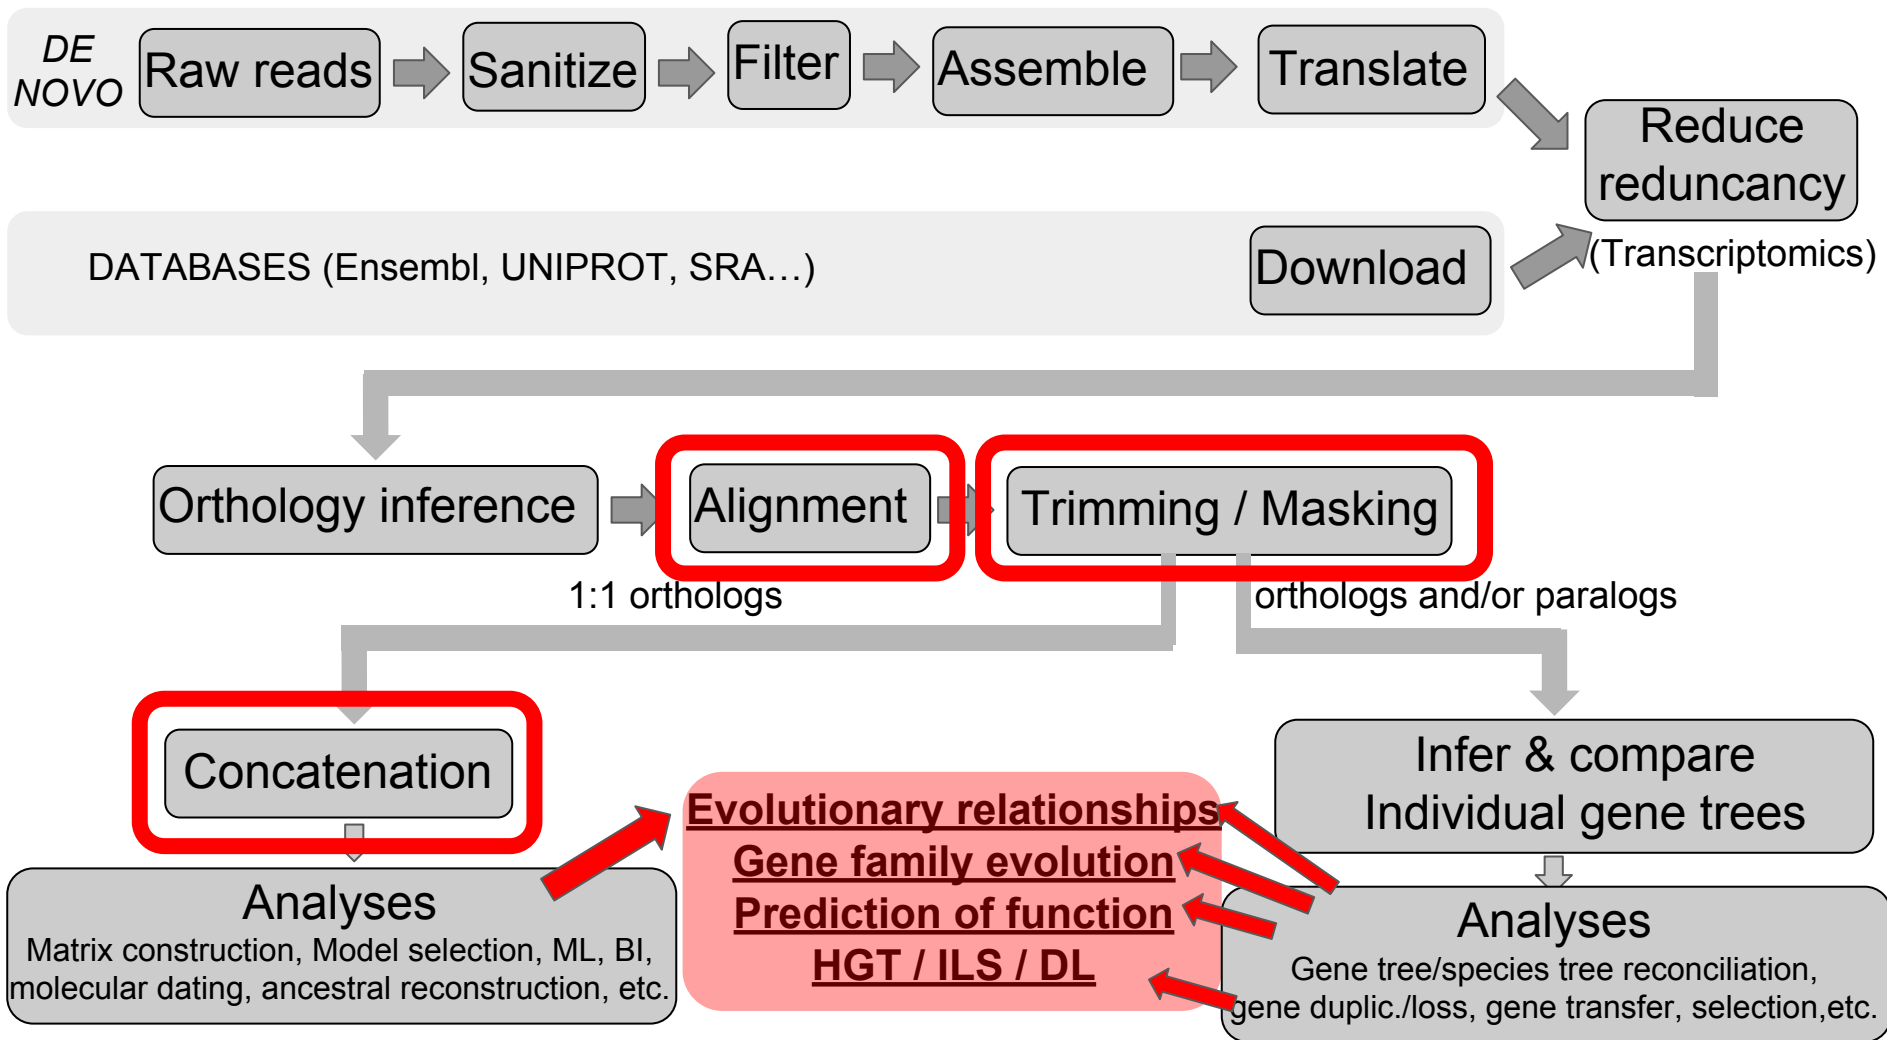 DE
NOVO
Raw reads
Sanitize
Filter
Assemble
Translate
Reduce
reduncancy
(Transcriptomics)
DATABASES (Ensembl, UNIPROT, SRA…)
Download
Orthology inference
Alignment
Trimming / Masking
1:1 orthologs
orthologs and/or paralogs
Concatenation
Infer & compare
Individual gene trees
Evolutionary relationships
Gene family evolution
Prediction of function
HGT / ILS / DL
Analyses
Matrix construction, Model selection, ML, BI,
molecular dating, ancestral reconstruction, etc.
Analyses
Gene tree/species tree reconciliation,
gene duplic./loss, gene transfer, selection,etc.